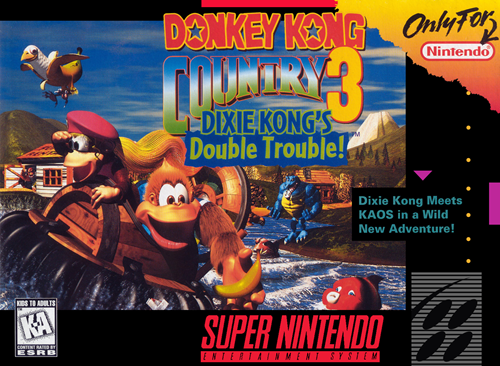 DONKEY KONG
COUNTRY 3
DIXIE KONG'S
Double Trouble!
TM
Only For
Nintendo
Dixie Kong Meets
KAOS in a Wild
New Adventure!
KIDS TO ADULTS
K-A
CONTENT RATED BY
ESRB
SUPER NINTENDO
ENTERTAINMENT SYSTEM